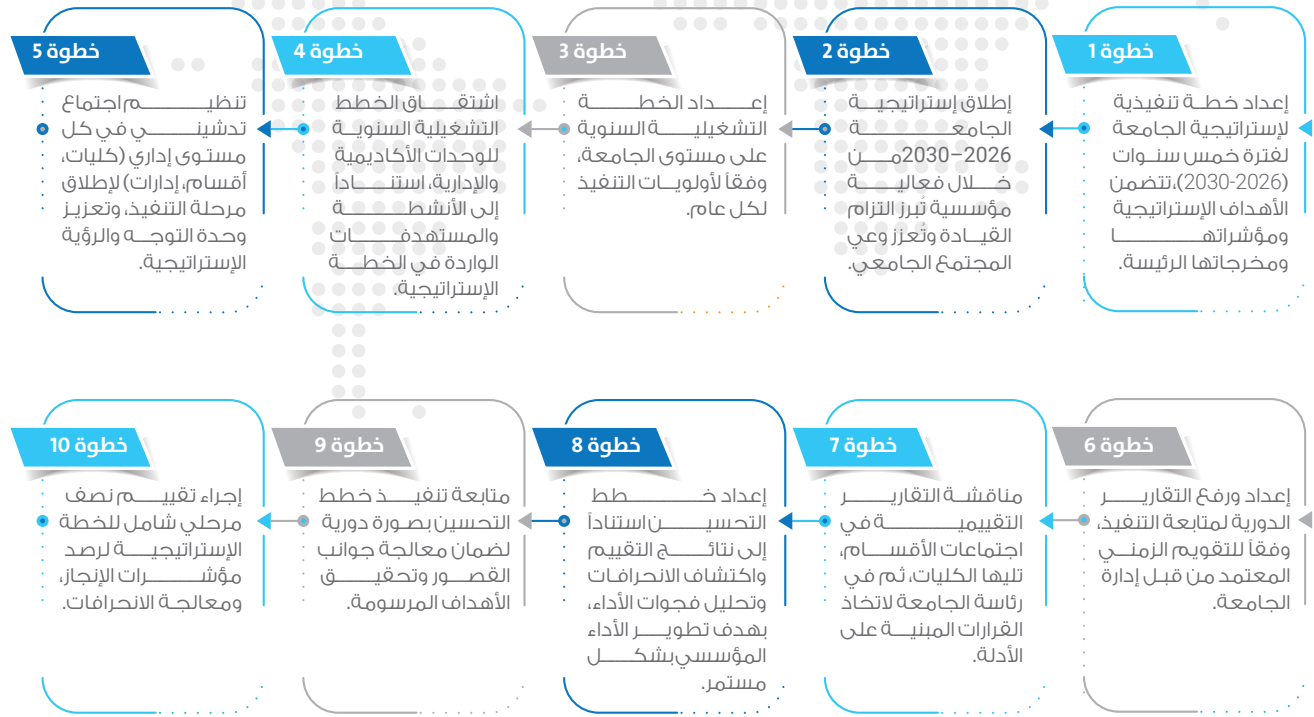 خطوة 1
إعداد خطة تنفيذية
لإستراتيجية الجامعة
لفترة خمس سنوات
(2026-2030)، تتضمن
الأهداف الإستراتيجية
ومؤشراتها
ومخرجاتها الرئيسة.
خطوة 2
إطلاق إستراتيجية
الجامعة
2026–2030 من
خلال فعالية
مؤسسية تُبرز التزام
القيادة وتُعزز وعي
المجتمع الجامعي.
خطوة 3
إعداد الخطة
التشغيلية السنوية
على مستوى الجامعة،
وفقاً لأولويات التنفيذ
لكل عام.
خطوة 4
اشتقاق الخطط
التشغيلية السنوية
للوحدات الأكاديمية
والإدارية، استناداً
إلى الأنشطة
والمستهدفات
الواردة في الخطة
الإستراتيجية.
خطوة 5
تنظيم اجتماع
تدشيني في كل
مستوى إداري (كليات،
أقسام، إدارات) لإطلاق
مرحلة التنفيذ، وتعزيز
وحدة التوجه والرؤية
الإستراتيجية.
خطوة 6
إعداد ورفع التقارير
الدورية لمتابعة التنفيذ،
وفقاً للتقويم الزمني
المعتمد من قبل إدارة
الجامعة.
خطوة 7
مناقشة التقارير
التقييمية في
اجتماعات الأقسام،
تليها الكليات، ثم في
رئاسة الجامعة لاتخاذ
القرارات المبنية على
الأدلة.
خطوة 8
إعداد خطط
التحسين استناداً
إلى نتائج التقييم
واكتشاف الانحرافات
وتحليل فجوات الأداء،
بهدف تطوير الأداء
المؤسسي بشكل
مستمر.
خطوة 9
متابعة تنفيذ خطط
التحسين بصورة دورية
لضمان معالجة جوانب
القصور وتحقيق
الأهداف المرسومة.
خطوة 10
إجراء تقييم نصف
مرحلي شامل للخطة
الإستراتيجية لرصد
مؤشرات الإنجاز،
ومعالجة الانحرافات.